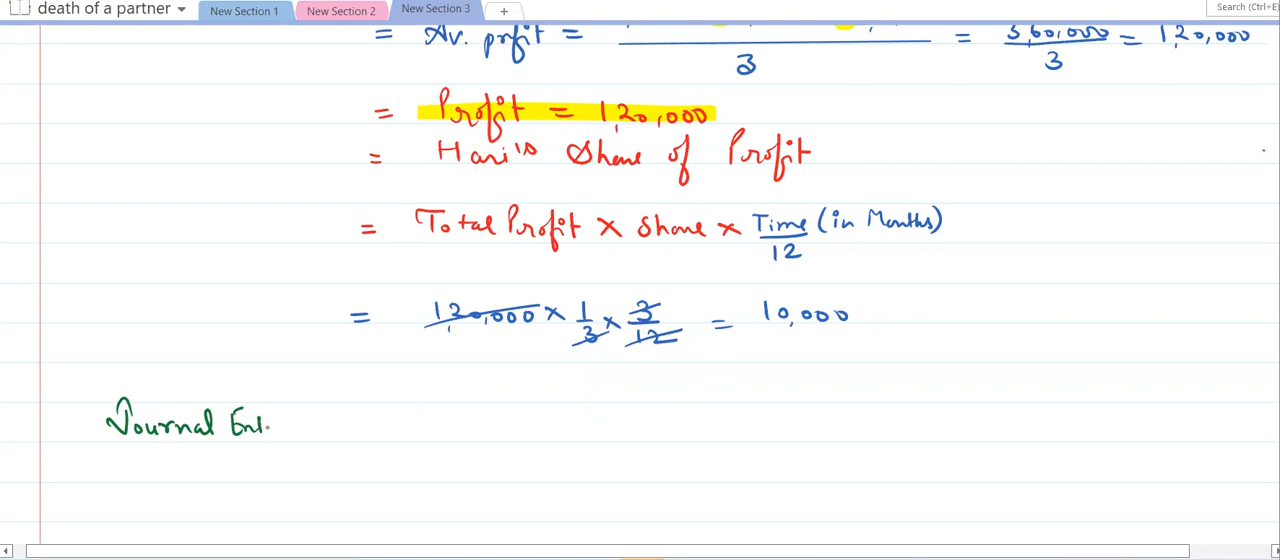 death of a partner New Section 1 New Section 2 New Section 3 + Search (Ctrl+E)
= Av. profit = 3 = 3,60,000 / 3 = 1,20,000
= Profit = 1,20,000
= Hari's Share of Profit
= Total Profit × Share × Time (in Months) / 12
= 120,000 × 1/3 × 3/12 = 10,000
Journal Ent